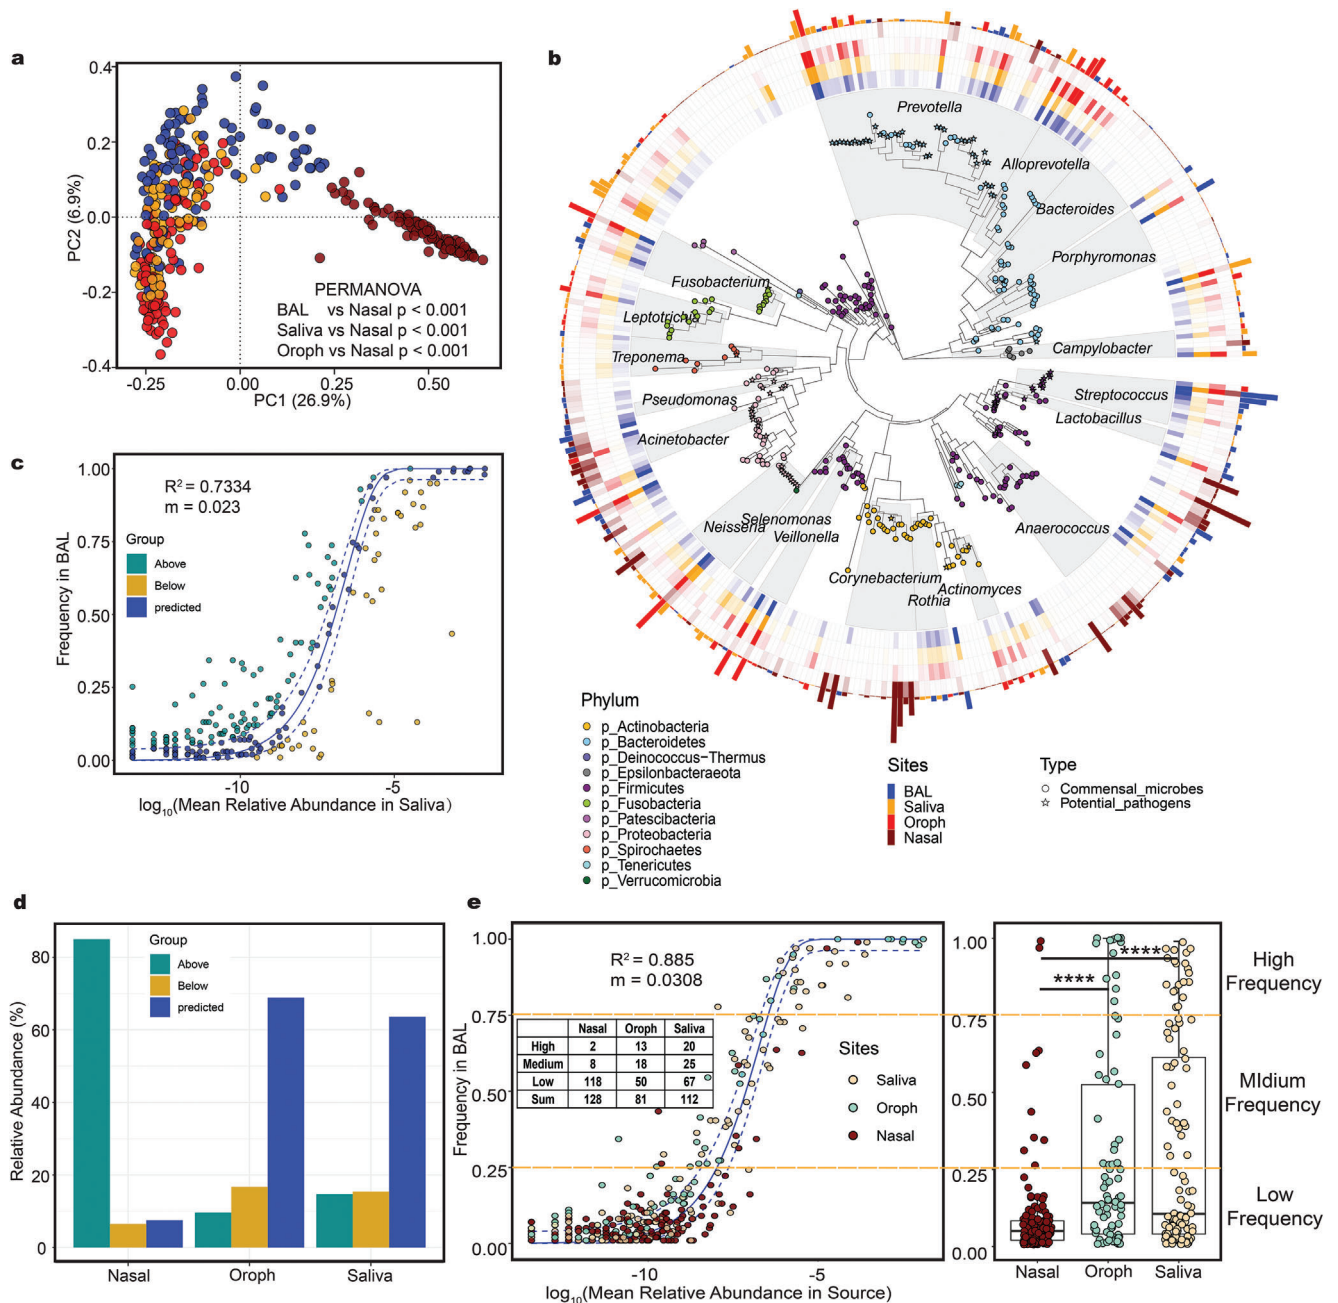 a
0.4
0.2
0.0
-0.2
-0.4
PC2 (6.9%)
PERMANOVA
BAL vs Nasal p < 0.001
Saliva vs Nasal p < 0.001
Oroph vs Nasal p < 0.001
-0.25
0.00
0.25
0.50
PC1 (26.9%)
b
Prevotella
Alloprevotella
Bacteroides
Porphyromonas
Campylobacter
Streptococcus
Lactobacillus
Anaerococcus
Actinomyces
Rothia
Corynebacterium
Veillonella
Selenomonas
Neisseria
Acinetobacter
Pseudomonas
Treponema
Leptotrichia
Fusobacterium
Phylum
p_Actinobacteria
p_Bacteroidetes
p_Deinococcus-Thermus
p_Epsilonbacteraeota
p_Firmicutes
p_Fusobacteria
p_Patescibacteria
p_Proteobacteria
p_Spirochaetes
p_Tenericutes
p_Verrucomicrobia
Sites
BAL
Saliva
Oroph
Nasal
Type
Commensal_microbes
Potential_pathogens
c
1.00
0.75
0.50
0.25
0.00
Frequency in BAL
R² = 0.7334
m = 0.023
Group
Above
Below
predicted
-10
-5
log₁₀(Mean Relative Abundance in Saliva)
d
80
60
40
20
0
Relative Abundance (%)
Group
Above
Below
predicted
Nasal
Oroph
Saliva
e
1.00
0.75
0.50
0.25
0.00
Frequency in BAL
R² = 0.885
m = 0.0308
Nasal Oroph Saliva
High 2 13 20
Medium 8 18 25
Low 118 50 67
Sum 128 81 112
Sites
Saliva
Oroph
Nasal
-10
-5
log₁₀(Mean Relative Abundance in Source)
1.00
0.75
0.50
0.25
0.00
****
****
Nasal
Oroph
Saliva
High
Frequency
MIdium
Frequency
Low
Frequency